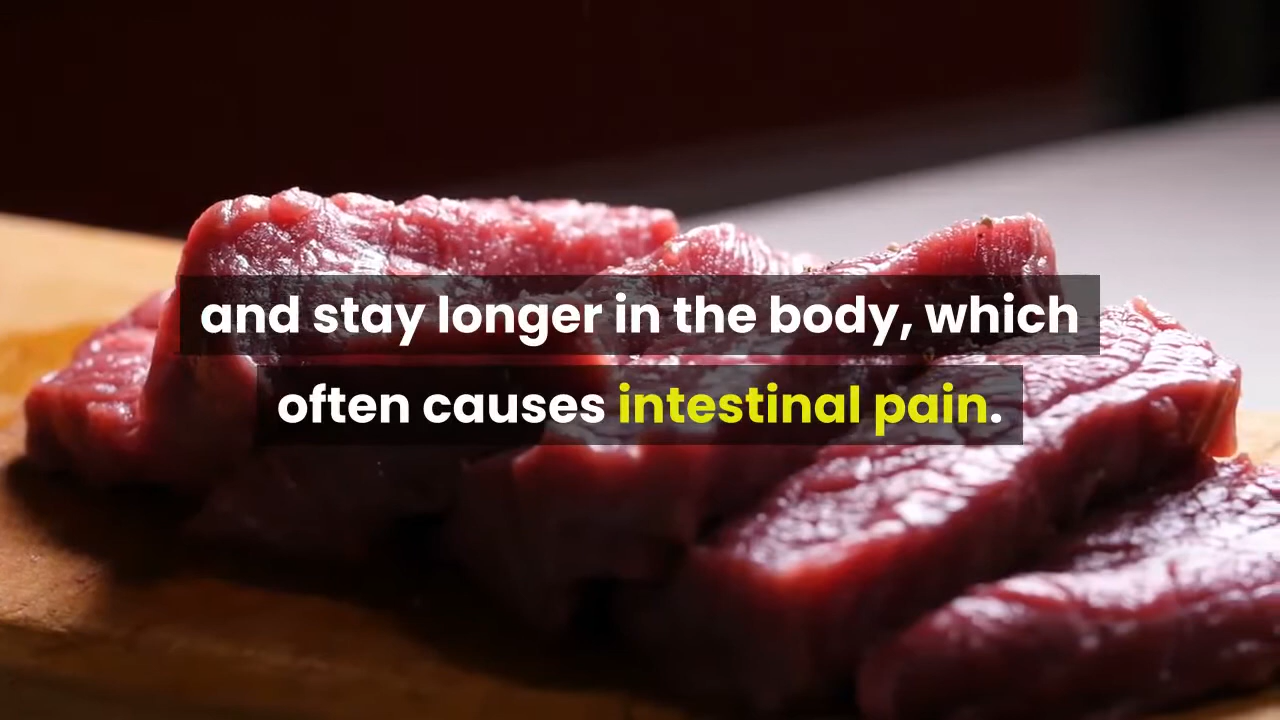 and stay longer in the body, which
often causes intestinal pain.